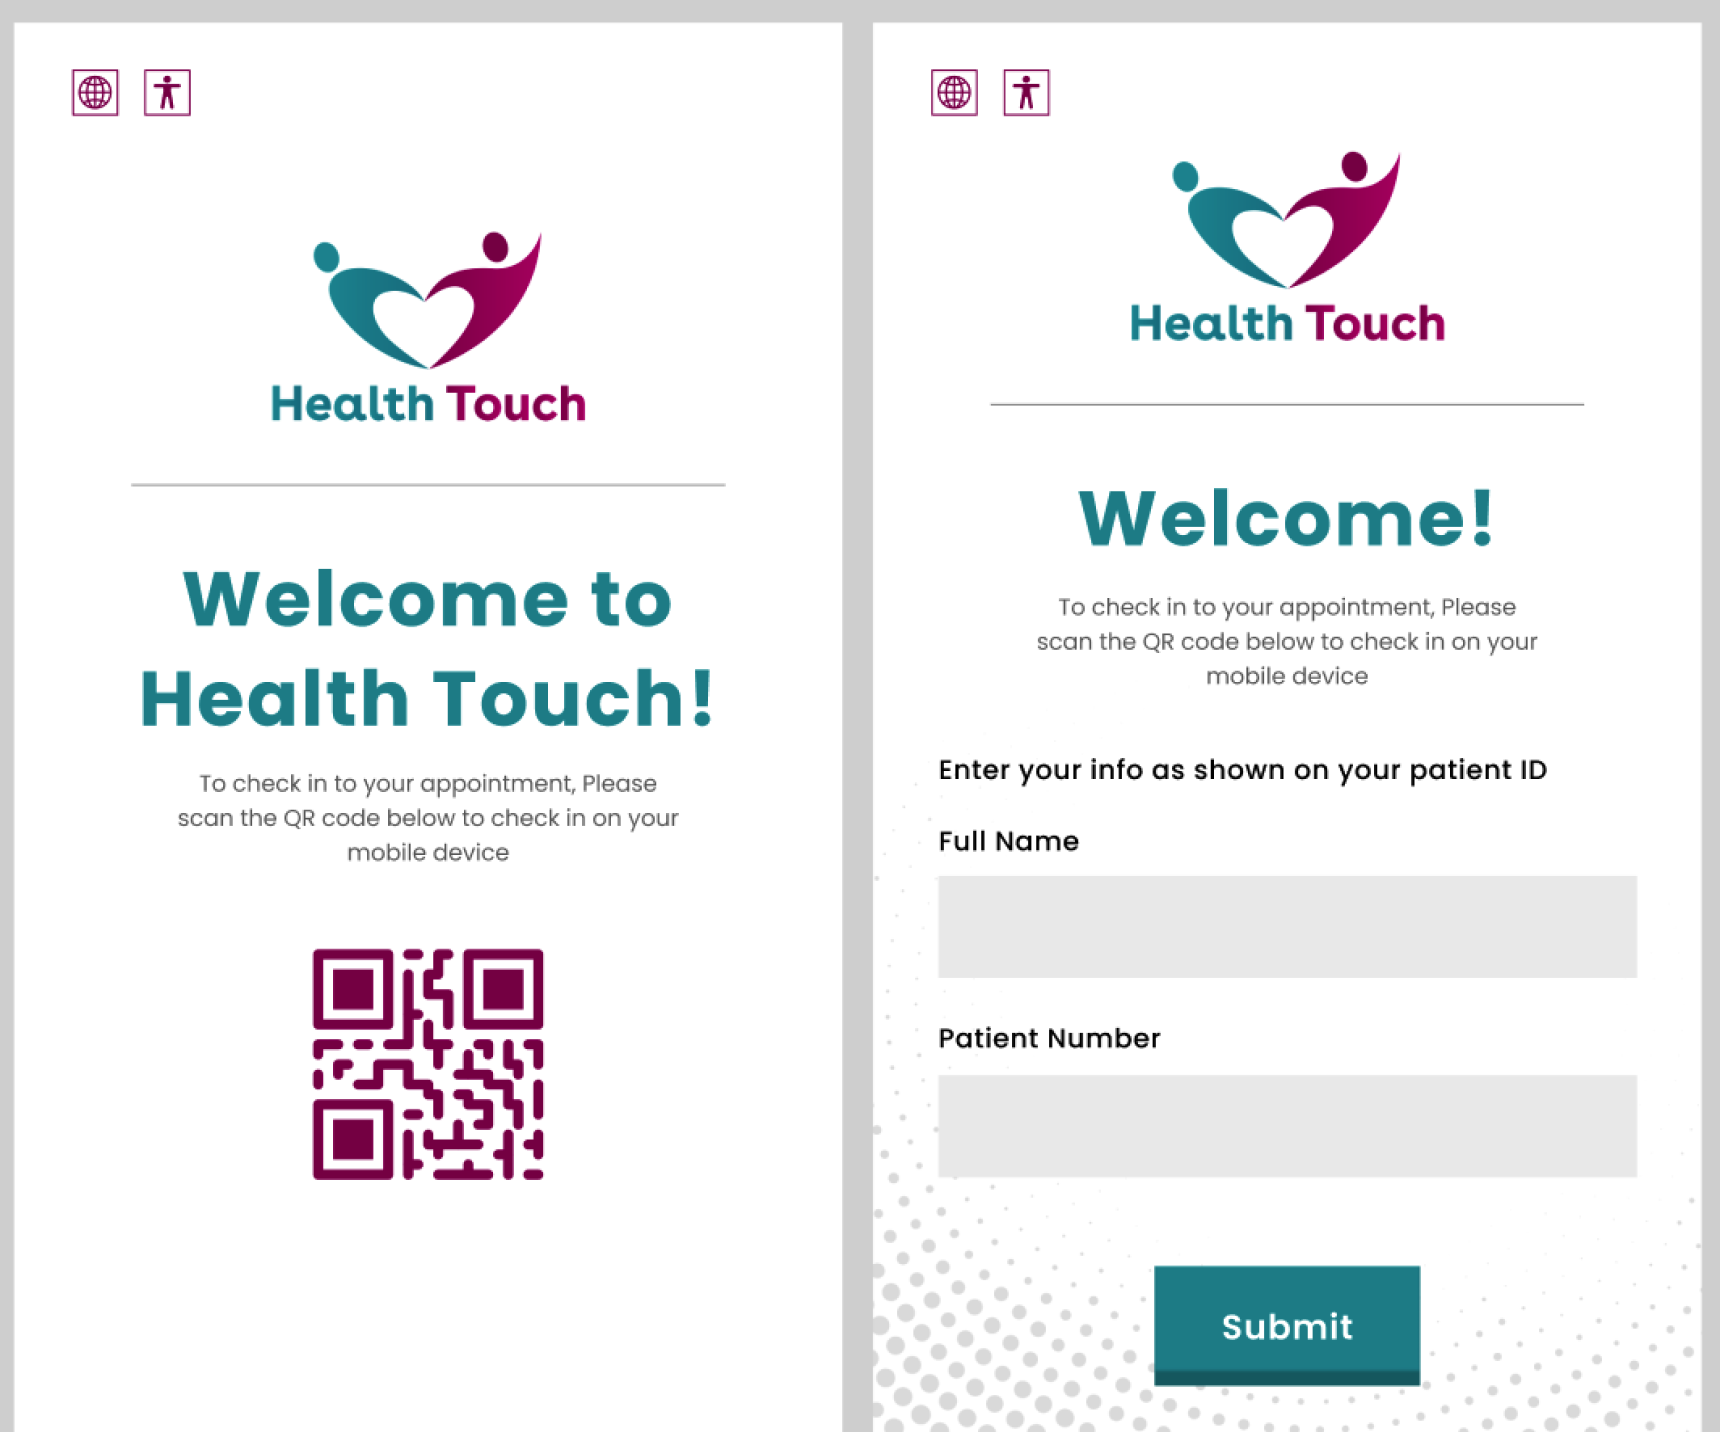 Health Touch
Welcome to
Health Touch!
To check in to your appointment, Please
scan the QR code below to check in on your
mobile device
Health Touch
Welcome!
To check in to your appointment, Please
scan the QR code below to check in on your
mobile device
Enter your info as shown on your patient ID
Full Name
Patient Number
Submit